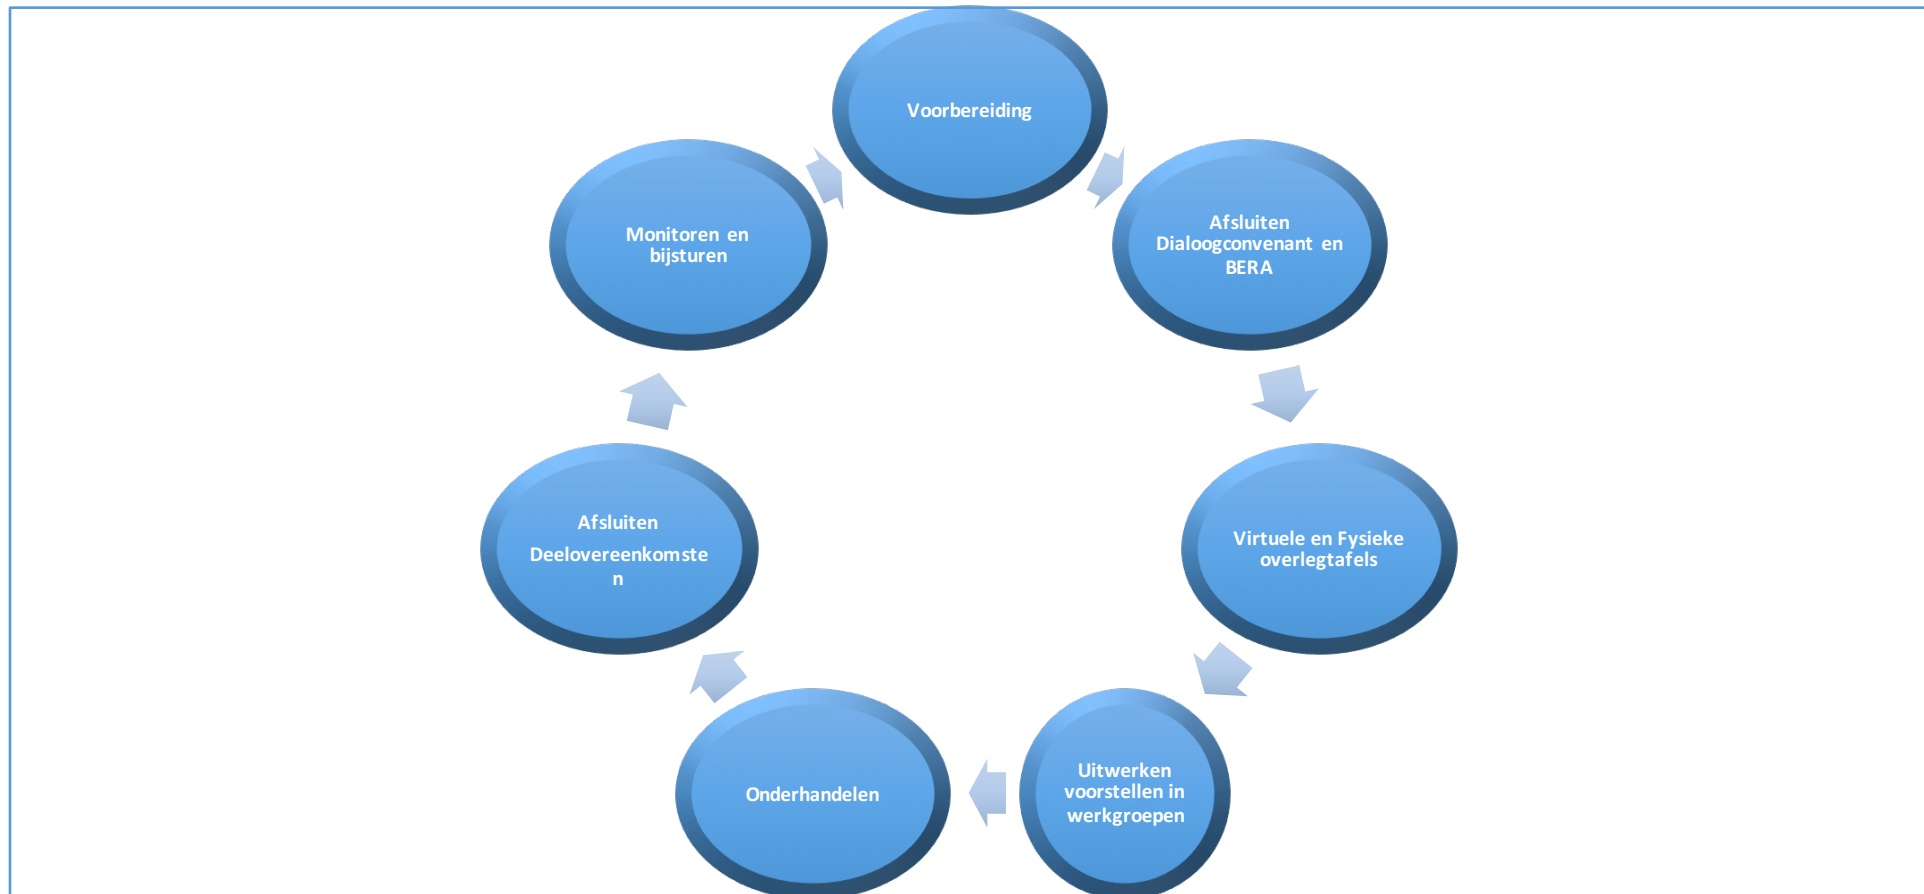 Voorbereiding
Afsluiten
Dialoogconvenant en
BERA
Virtuele en Fysieke
overlegtafels
Uitwerken
voorstellen in
werkgroepen
Onderhandelen
Afsluiten
Deelovereenkomste
n
Monitoren en
bijsturen